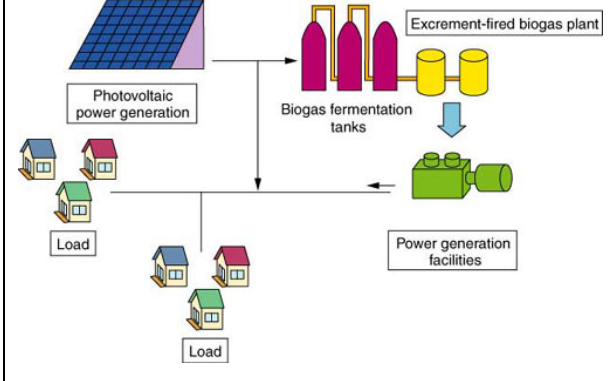 Excrement-fired biogas plant
Photovoltaic
power generation
Biogas fermentation
tanks
Load
Power generation
facilities
Load